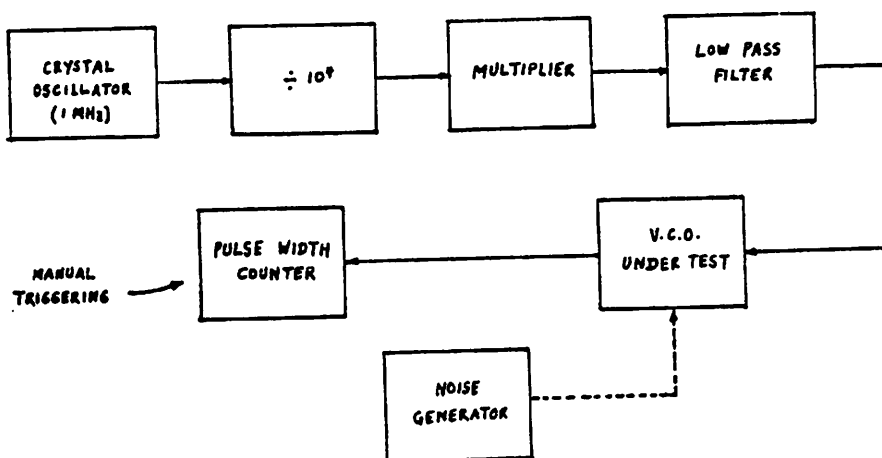 CRYSTAL
OSCILLATOR
(1 MHz)
÷ 10⁴
MULTIPLIER
LOW PASS
FILTER
MANUAL
TRIGGERING
PULSE WIDTH
COUNTER
V.C.O.
UNDER TEST
NOISE
GENERATOR